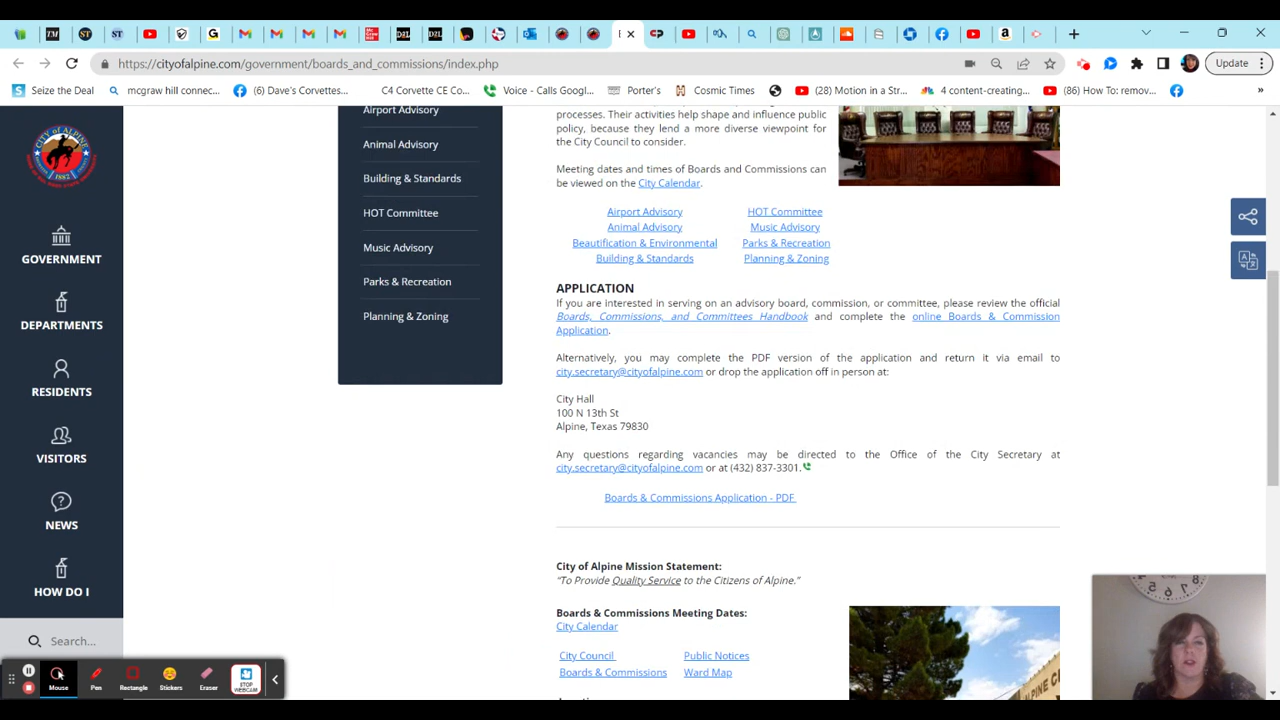 https://cityofalpine.com/government/boards_and_commissions/index.php
Update
Seize the Deal
mcgraw hill connec...
(6) Dave's Corvettes...
C4 Corvette CE Co...
Voice - Calls Googl...
Porter's
Cosmic Times
(28) Motion in a Str...
4 content-creating...
(86) How To: remov...
CITY OF ALPINE
1882
GOVERNMENT
DEPARTMENTS
RESIDENTS
VISITORS
NEWS
HOW DO I
Search...
Airport Advisory
Animal Advisory
Building & Standards
HOT Committee
Music Advisory
Parks & Recreation
Planning & Zoning
processes. Their activities help shape and influence public
policy, because they lend a more diverse viewpoint for
the City Council to consider.
Meeting dates and times of Boards and Commissions can
be viewed on the City Calendar.
Airport Advisory HOT Committee
Animal Advisory Music Advisory
Beautification & Environmental Parks & Recreation
Building & Standards Planning & Zoning
APPLICATION
If you are interested in serving on an advisory board, commission, or committee, please review the official
Boards, Commissions, and Committees Handbook and complete the online Boards & Commission
Application.
Alternatively, you may complete the PDF version of the application and return it via email to
city.secretary@cityofalpine.com or drop the application off in person at:
City Hall
100 N 13th St
Alpine, Texas 79830
Any questions regarding vacancies may be directed to the Office of the City Secretary at
city.secretary@cityofalpine.com or at (432) 837-3301.
Boards & Commissions Application - PDF
City of Alpine Mission Statement:
"To Provide Quality Service to the Citizens of Alpine."
Boards & Commissions Meeting Dates:
City Calendar
City Council Public Notices
Boards & Commissions Ward Map
Mouse
Pen
Rectangle
Stickers
Eraser
STOP
WEBCAM